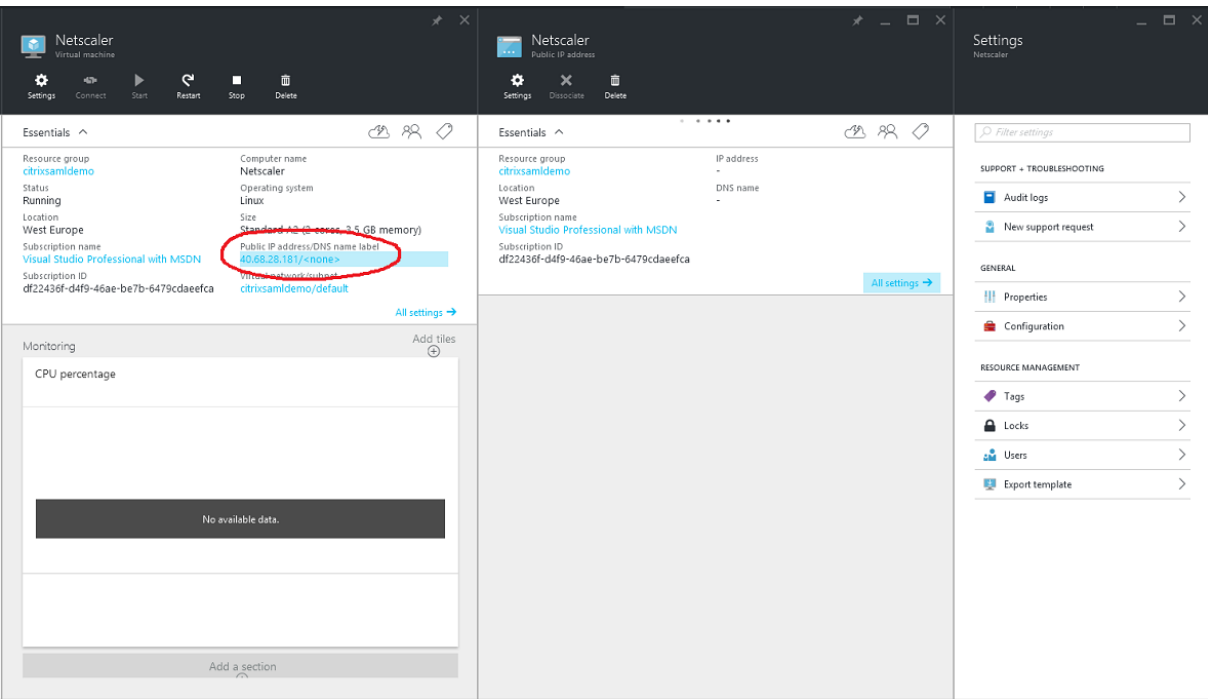 Netscaler
Virtual machine
Settings Connect Start Restart Stop Delete
Essentials
Resource group
citrixsamldemo
Status
Running
Location
West Europe
Subscription name
Visual Studio Professional with MSDN
Subscription ID
df22436f-d4f9-46ae-be7b-6479cdaeefca
Computer name
Netscaler
Operating system
Linux
Size
Standard A2 (2 cores, 3.5 GB memory)
Public IP address/DNS name label
40.68.28.181/<none>
Virtual network/subnet
citrixsamldemo/default
All settings
Monitoring
Add tiles
CPU percentage
No available data.
Add a section
Netscaler
Public IP address
Settings Dissociate Delete
Essentials
Resource group
citrixsamldemo
Location
West Europe
Subscription name
Visual Studio Professional with MSDN
Subscription ID
df22436f-d4f9-46ae-be7b-6479cdaeefca
IP address
-
DNS name
-
All settings
Settings
Netscaler
Filter settings
SUPPORT + TROUBLESHOOTING
Audit logs
New support request
GENERAL
Properties
Configuration
RESOURCE MANAGEMENT
Tags
Locks
Users
Export template